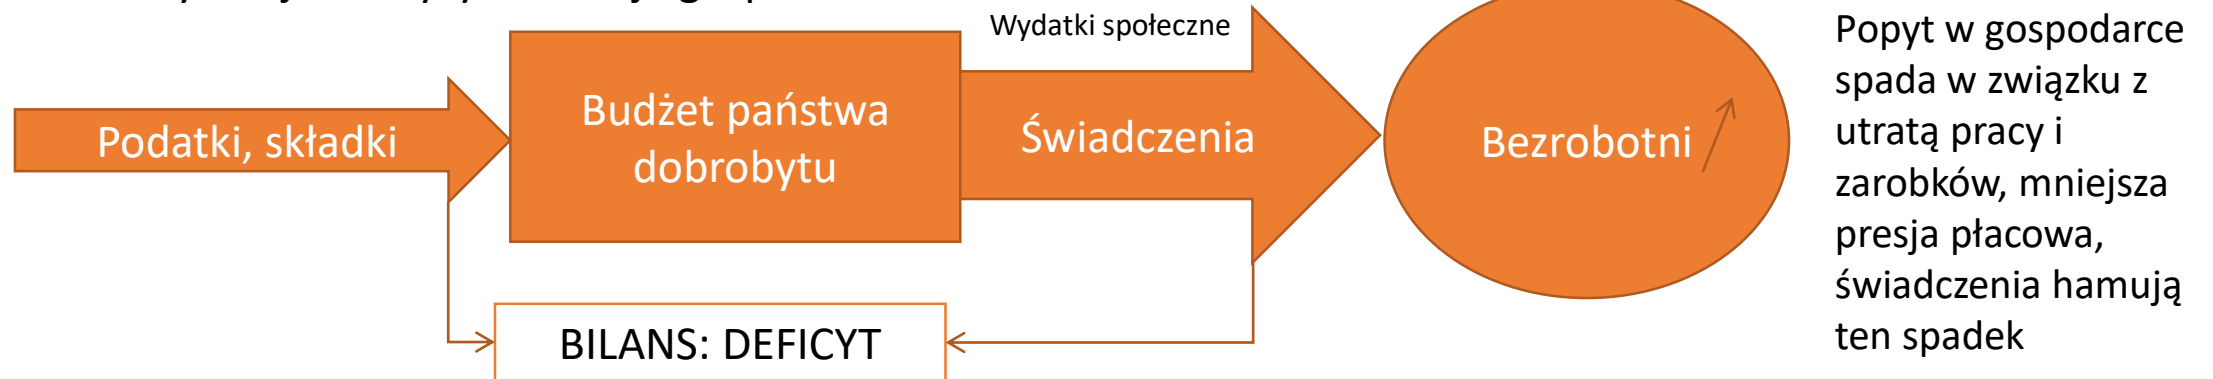 Wydatki społeczne
Podatki, składki
Budżet państwa
dobrobytu
Świadczenia
Bezrobotni
BILANS: DEFICYT
Popyt w gospodarce
spada w związku z
utratą pracy i
zarobków, mniejsza
presja płacowa,
świadczenia hamują
ten spadek